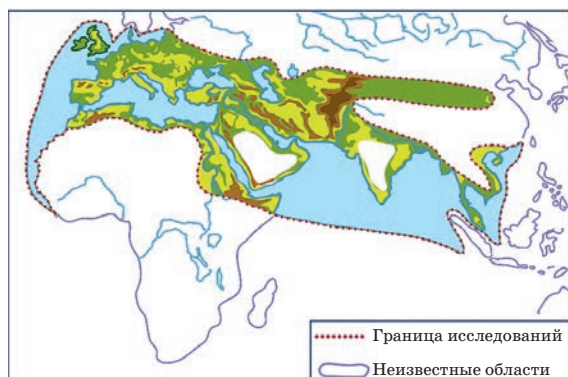 Граница исследований
Неизвестные области